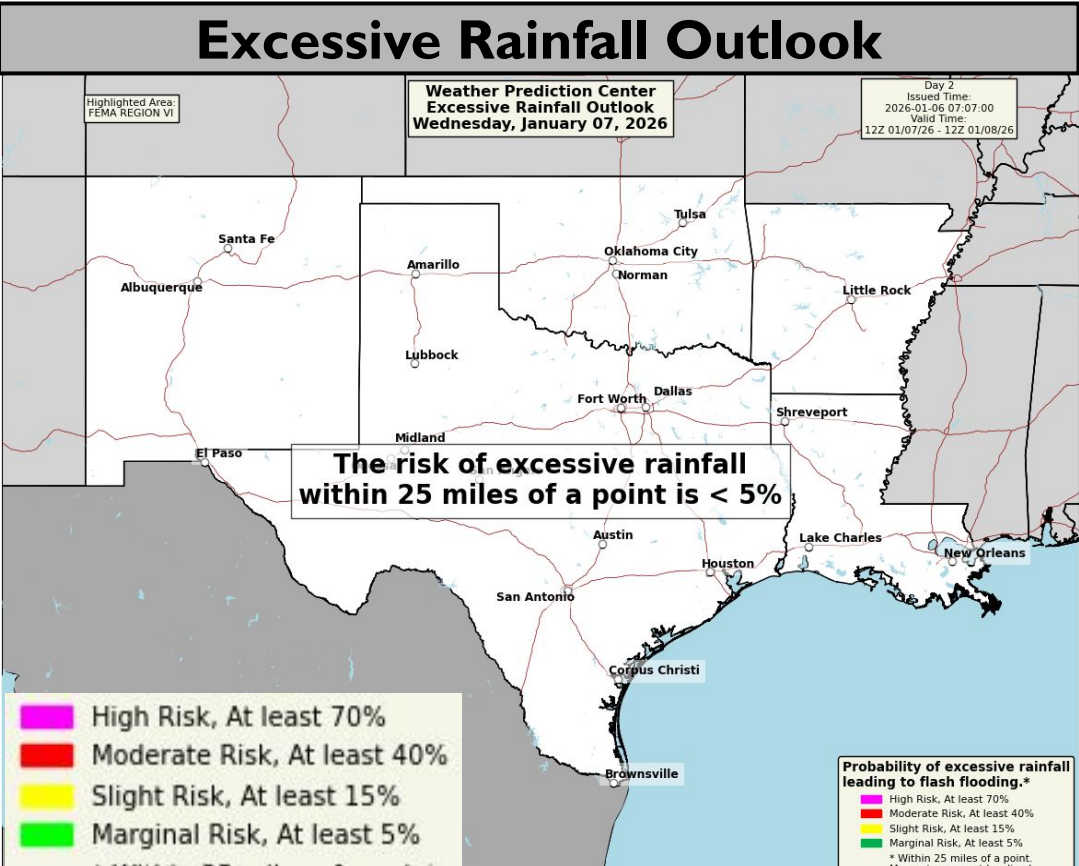 Excessive Rainfall Outlook
Highlighted Area:
FEMA REGION VI
Weather Prediction Center
Excessive Rainfall Outlook
Wednesday, January 07, 2026
Day 2
Issued Time:
2026-01-06 07:07:00
Valid Time:
12Z 01/07/26 - 12Z 01/08/26
Tulsa
Santa Fe
Oklahoma City
Amarillo
Norman
Albuquerque
Little Rock
Lubbock
Dallas
Fort Worth
Shreveport
Midland
El Paso
The risk of excessive rainfall
within 25 miles of a point is < 5%
Austin
Lake Charles
New Orleans
Houston
San Antonio
Corpus Christi
Brownsville
High Risk, At least 70%
Moderate Risk, At least 40%
Slight Risk, At least 15%
Marginal Risk, At least 5%
Probability of excessive rainfall
leading to flash flooding.*
High Risk, At least 70%
Moderate Risk, At least 40%
Slight Risk, At least 15%
Marginal Risk, At least 5%
* Within 25 miles of a point.